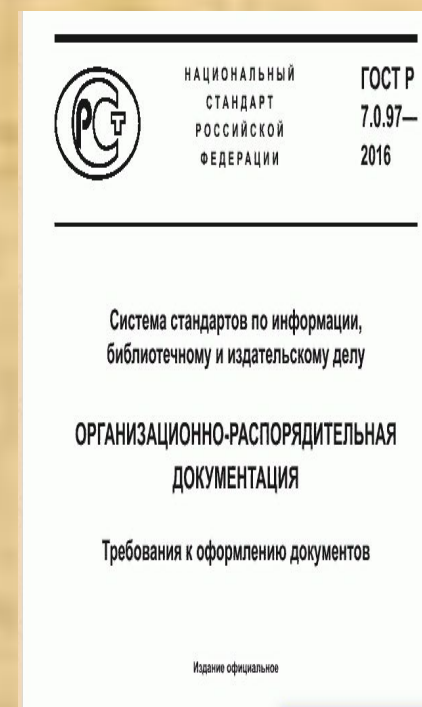 НАЦИОНАЛЬНЫЙ
СТАНДАРТ
РОССИЙСКОЙ
ФЕДЕРАЦИИ
ГОСТ Р
7.0.97—
2016
Система стандартов по информации,
библиотечному и издательскому делу
ОРГАНИЗАЦИОННО-РАСПОРЯДИТЕЛЬНАЯ
ДОКУМЕНТАЦИЯ
Требования к оформлению документов
Издание официальное